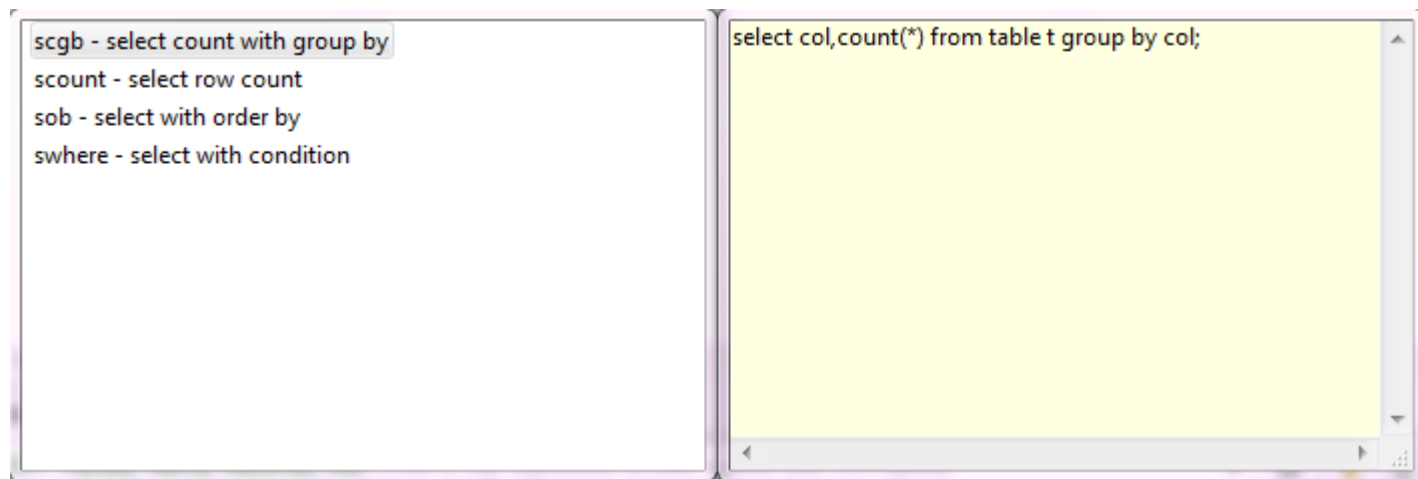 scgb - select count with group by
scount - select row count
sob - select with order by
swhere - select with condition
select col,count(*) from table t group by col;